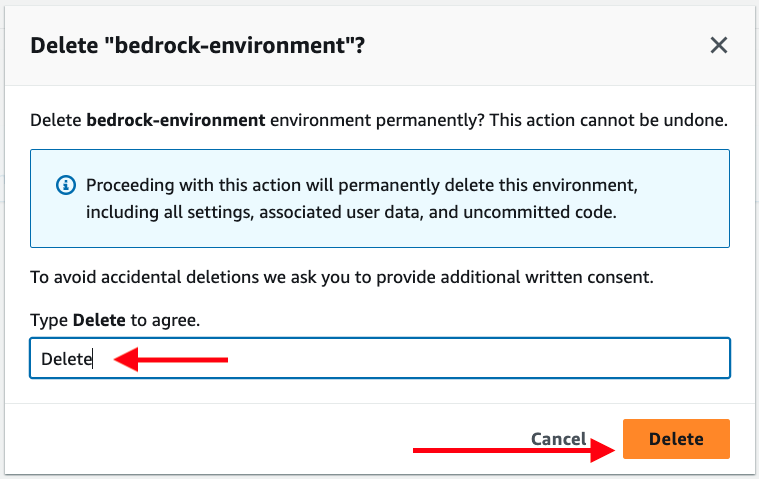 Delete "bedrock-environment"?
Delete bedrock-environment environment permanently? This action cannot be undone.
Proceeding with this action will permanently delete this environment,
including all settings, associated user data, and uncommitted code.
To avoid accidental deletions we ask you to provide additional written consent.
Type Delete to agree.
Delete
Cancel Delete